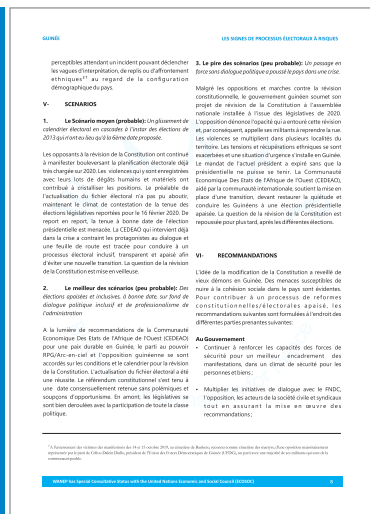 GUINÉE
LES SIGNES DE PROCESSUS ÉLECTORAUX À RISQUES
perceptibles attendant un incident pouvant déclencher
les vagues d'interprétation, de replis ou d'affrontement
ethniques²⁷ au regard de la configuration
démographique du pays.
V- SCENARIOS
1. Le Scénario moyen (probable): Un glissement de
calendrier électoral en cascades à l'instar des élections de
2013 qui n'ont eu lieu qu'à la 6ème date proposée.
Les opposants à la révision de la Constitution ont continué
à manifester bouleversant la planification électorale déjà
très chargée sur 2020. Les violences qui y sont enregistrées
avec leurs lots de dégâts humains et matériels ont
contribué à cristalliser les positions. Le préalable de
l'actualisation du fichier électoral n'a pas pu aboutir,
maintenant le climat de contestation de la tenue des
élections législatives reportées pour le 16 février 2020. De
report en report, la tenue à bonne date de l'élection
présidentielle est menacée. La CEDEAO qui intervient déjà
dans la crise a contraint les protagonistes au dialogue et
une feuille de route est tracée pour conduire à un
processus électoral inclusif, transparent et apaisé afin
d'éviter une nouvelle transition. La question de la révision
de la Constitution est mise en veilleuse.
2. Le meilleur des scénarios (peu probable): Des
élections apaisées et inclusives, à bonne date, sur fond de
dialogue politique inclusif et de professionnalisme de
l'administration
A la lumière de recommandations de la Communauté
Economique Des Etats de l'Afrique de l'Ouest (CEDEAO)
pour une paix durable en Guinée, le parti au pouvoir
RPG/Arc-en-ciel et l'opposition guinéenne se sont
accordés sur les conditions et le calendrier pour la révision
de la Constitution. L'actualisation du fichier électoral a été
une réussite. Le référendum constitutionnel s'est tenu à
une date consensuellement retenue sans polémiques et
soupçons d'opportunisme. En amont, les législatives se
sont bien déroulées avec la participation de toute la classe
politique.
3. Le pire des scénarios (peu probable): Un passage en
force sans dialogue politique a poussé le pays dans une crise.
Malgré les oppositions et marches contre la révision
constitutionnelle, le gouvernement guinéen soumet son
projet de révision de la Constitution à l'assemblée
nationale installée à l'issue des législatives de 2020.
L'opposition dénonce l'opacité qui a entouré cette révision
et, par conséquent, appelle ses militants à reprendre la rue.
Les violences se multiplient dans plusieurs localités du
territoire. Les tensions et récupérations ethniques se sont
exacerbées et une situation d'urgence s'installe en Guinée.
Le mandat de l'actuel président a expiré sans que la
présidentielle ne puisse se tenir. La Communauté
Economique Des Etats de l'Afrique de l'Ouest (CEDEAO),
aidé par la communauté internationale, soutient la mise en
place d'une transition, devant restaurer la quiétude et
conduire les Guinéens à une élection présidentielle
apaisée. La question de la révision de la Constitution est
repoussée pour plus tard, après les différentes élections.
VI- RECOMMANDATIONS
L'idée de la modification de la Constitution a reveillé de
vieux démons en Guinée. Des menaces susceptibles de
nuire à la cohésion sociale dans le pays sont évidentes.
Pour contribuer à un processus de reformes
constitutionnelles/électorales apaisé, les
recommandations suivantes sont formulées à l'endroit des
différentes parties prenantes suivantes:
Au Gouvernement
• Continuer à renforcer les capacités des forces de
sécurité pour un meilleur encadrement des
manifestations, dans un climat de sécurité pour les
personnes et biens ;
• Multiplier les initiatives de dialogue avec le FNDC,
l'opposition, les acteurs de la société civile et syndicaux
tout en assurant la mise en œuvre des
recommandations ;
WANEP has Special Consultative Status with the United Nations Economic and Social Council (ECOSOC)
8